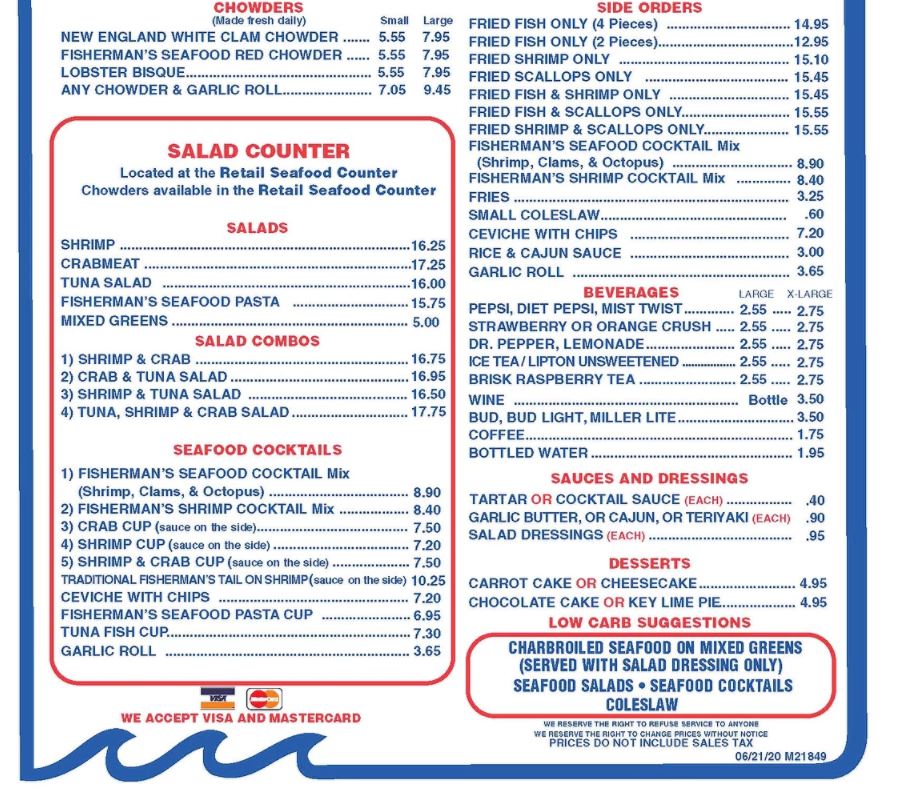 CHOWDERS
(Made fresh daily) Small Large
NEW ENGLAND WHITE CLAM CHOWDER ....... 5.55 7.95
FISHERMAN'S SEAFOOD RED CHOWDER ...... 5.55 7.95
LOBSTER BISQUE............................................ 5.55 7.95
ANY CHOWDER & GARLIC ROLL..................... 7.05 9.45
SALAD COUNTER
Located at the Retail Seafood Counter
Chowders available in the Retail Seafood Counter
SALADS
SHRIMP ..................................................................16.25
CRABMEAT .............................................................17.25
TUNA SALAD ..........................................................16.00
FISHERMAN'S SEAFOOD PASTA ........................... 15.75
MIXED GREENS ....................................................... 5.00
SALAD COMBOS
1) SHRIMP & CRAB .................................................16.75
2) CRAB & TUNA SALAD .........................................16.95
3) SHRIMP & TUNA SALAD .....................................16.50
4) TUNA, SHRIMP & CRAB SALAD...........................17.75
SEAFOOD COCKTAILS
1) FISHERMAN'S SEAFOOD COCKTAIL Mix
(Shrimp, Clams, & Octopus) ................................ 8.90
2) FISHERMAN'S SHRIMP COCKTAIL Mix ................. 8.40
3) CRAB CUP (sauce on the side)................................... 7.50
4) SHRIMP CUP (sauce on the side) ............................... 7.20
5) SHRIMP & CRAB CUP (sauce on the side) ................. 7.50
TRADITIONAL FISHERMAN'S TAIL ON SHRIMP(sauce on the side) 10.25
CEVICHE WITH CHIPS ............................................ 7.20
FISHERMAN'S SEAFOOD PASTA CUP ..................... 6.95
TUNA FISH CUP....................................................... 7.30
GARLIC ROLL ........................................................ 3.65
VISA
MasterCard
WE ACCEPT VISA AND MASTERCARD
SIDE ORDERS
FRIED FISH ONLY (4 Pieces) ............................... 14.95
FRIED FISH ONLY (2 Pieces)................................12.95
FRIED SHRIMP ONLY ......................................... 15.10
FRIED SCALLOPS ONLY ................................... 15.45
FRIED FISH & SHRIMP ONLY ............................. 15.45
FRIED FISH & SCALLOPS ONLY......................... 15.55
FRIED SHRIMP & SCALLOPS ONLY.................... 15.55
FISHERMAN'S SEAFOOD COCKTAIL Mix
(Shrimp, Clams, & Octopus) ............................. 8.90
FISHERMAN'S SHRIMP COCKTAIL Mix ............. 8.40
FRIES .................................................................. 3.25
SMALL COLESLAW............................................ .60
CEVICHE WITH CHIPS ...................................... 7.20
RICE & CAJUN SAUCE ..................................... 3.00
GARLIC ROLL ................................................... 3.65
BEVERAGES LARGE X-LARGE
PEPSI, DIET PEPSI, MIST TWIST............ 2.55 ..... 2.75
STRAWBERRY OR ORANGE CRUSH ..... 2.55 ..... 2.75
DR. PEPPER, LEMONADE..................... 2.55 ..... 2.75
ICE TEA / LIPTON UNSWEETENED .................. 2.55 ..... 2.75
BRISK RASPBERRY TEA ...................... 2.55 ..... 2.75
WINE ..................................................... Bottle 3.50
BUD, BUD LIGHT, MILLER LITE.......................... 3.50
COFFEE............................................................... 1.75
BOTTLED WATER ............................................... 1.95
SAUCES AND DRESSINGS
TARTAR OR COCKTAIL SAUCE (EACH) ............... .40
GARLIC BUTTER, OR CAJUN, OR TERIYAKI (EACH) .90
SALAD DRESSINGS (EACH) .................................. .95
DESSERTS
CARROT CAKE OR CHEESECAKE...................... 4.95
CHOCOLATE CAKE OR KEY LIME PIE................. 4.95
LOW CARB SUGGESTIONS
CHARBROILED SEAFOOD ON MIXED GREENS
(SERVED WITH SALAD DRESSING ONLY)
SEAFOOD SALADS • SEAFOOD COCKTAILS
COLESLAW
WE RESERVE THE RIGHT TO REFUSE SERVICE TO ANYONE
WE RESERVE THE RIGHT TO CHANGE PRICES WITHOUT NOTICE
PRICES DO NOT INCLUDE SALES TAX
06/21/20 M21849